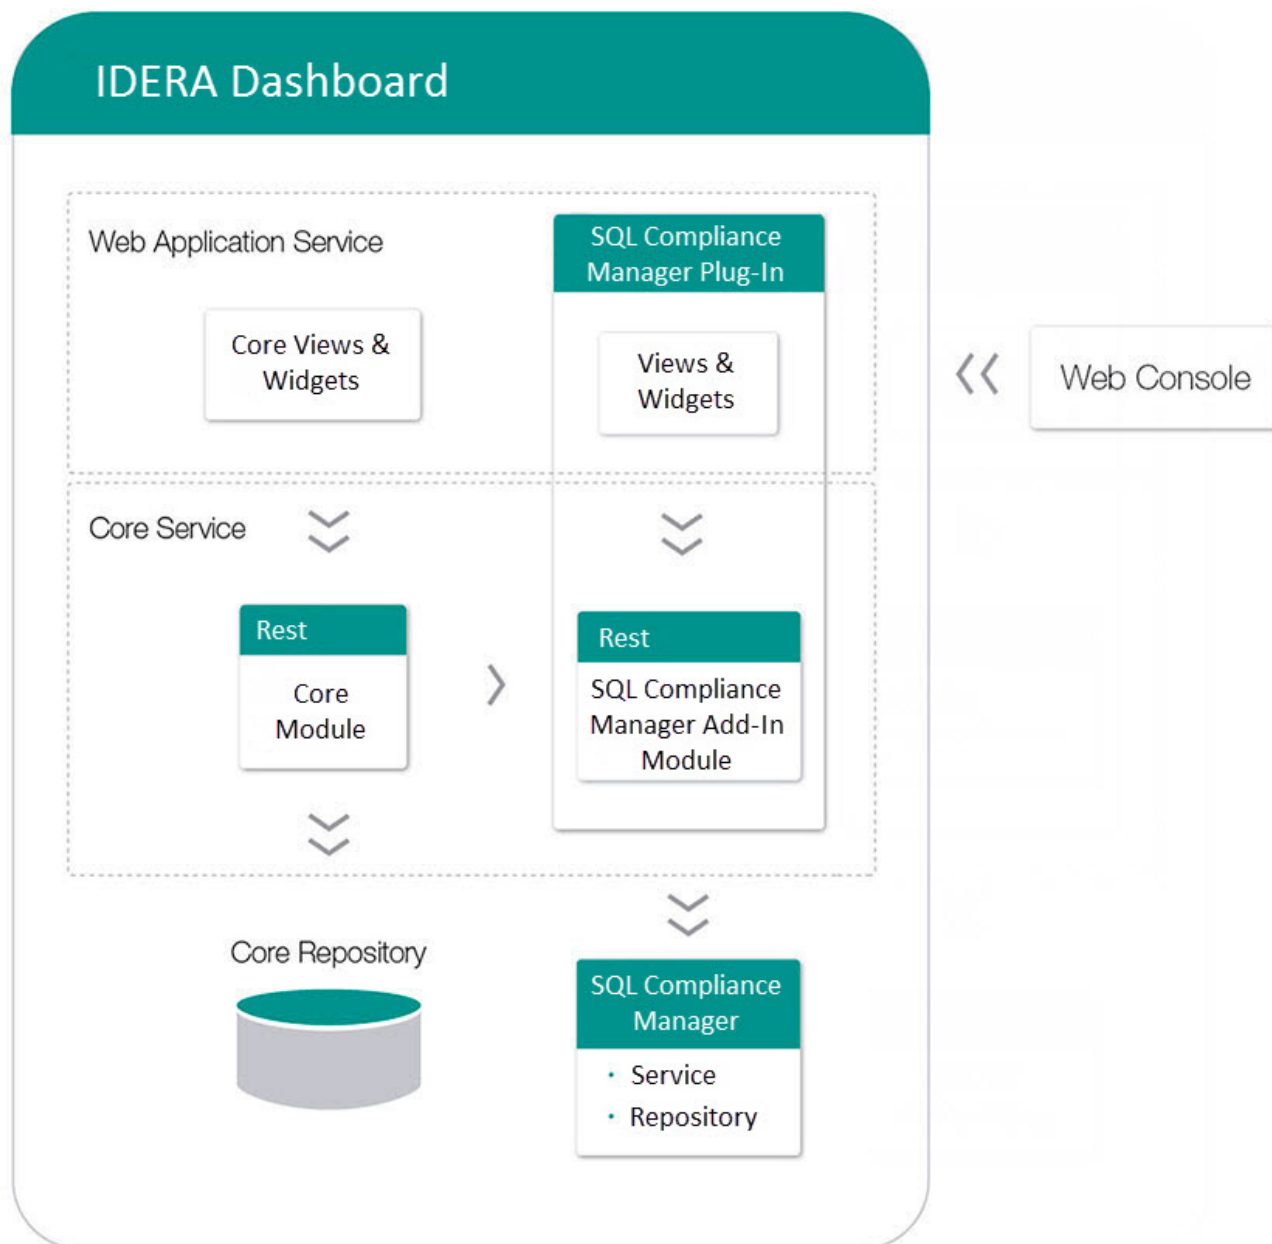 IDERA Dashboard
Web Application Service
SQL Compliance
Manager Plug-In
Core Views &
Widgets
Views &
Widgets
Web Console
Core Service
Rest
Core
Module
Rest
SQL Compliance
Manager Add-In
Module
Core Repository
SQL Compliance
Manager
· Service
· Repository